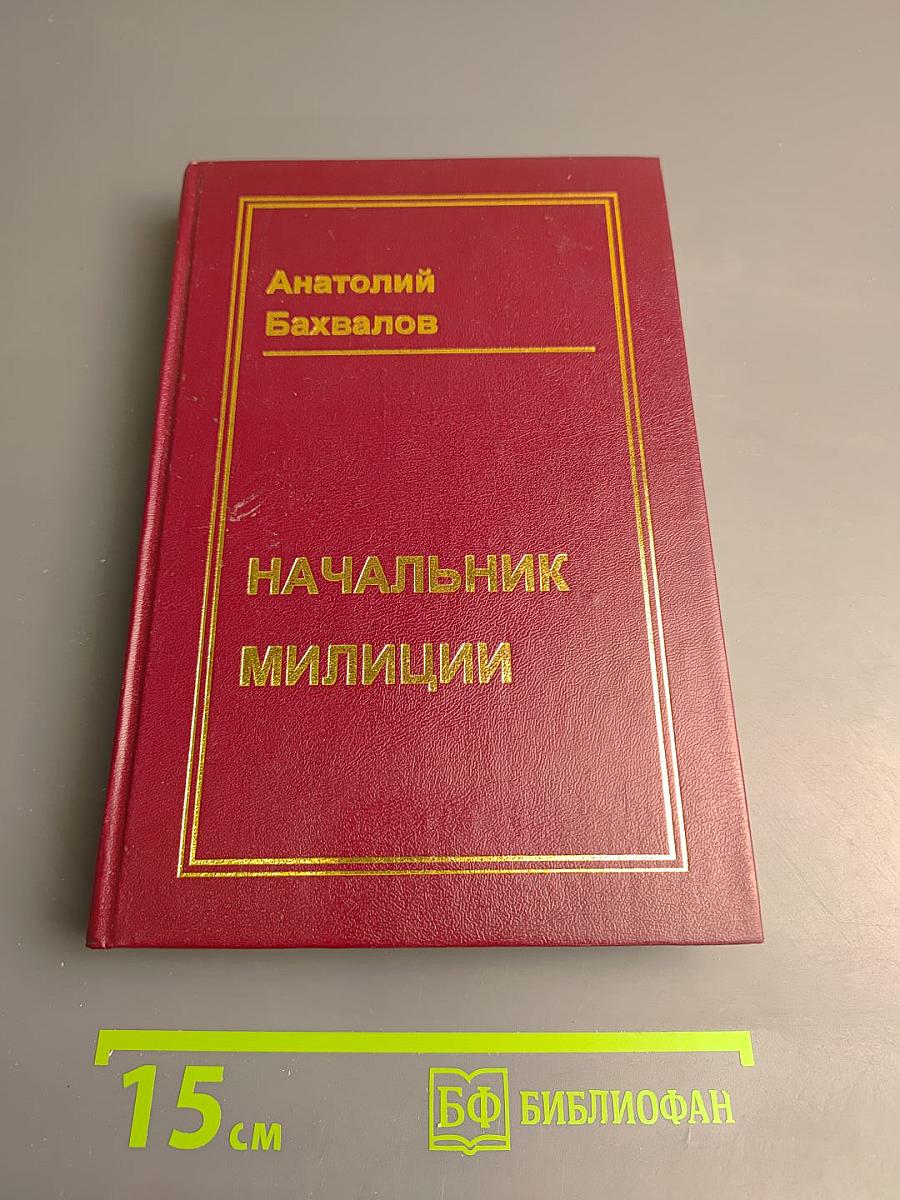 Анатолий
Бахвалов
НАЧАЛЬНИК
МИЛИЦИИ
15 см
БФ БИБЛИОФАН